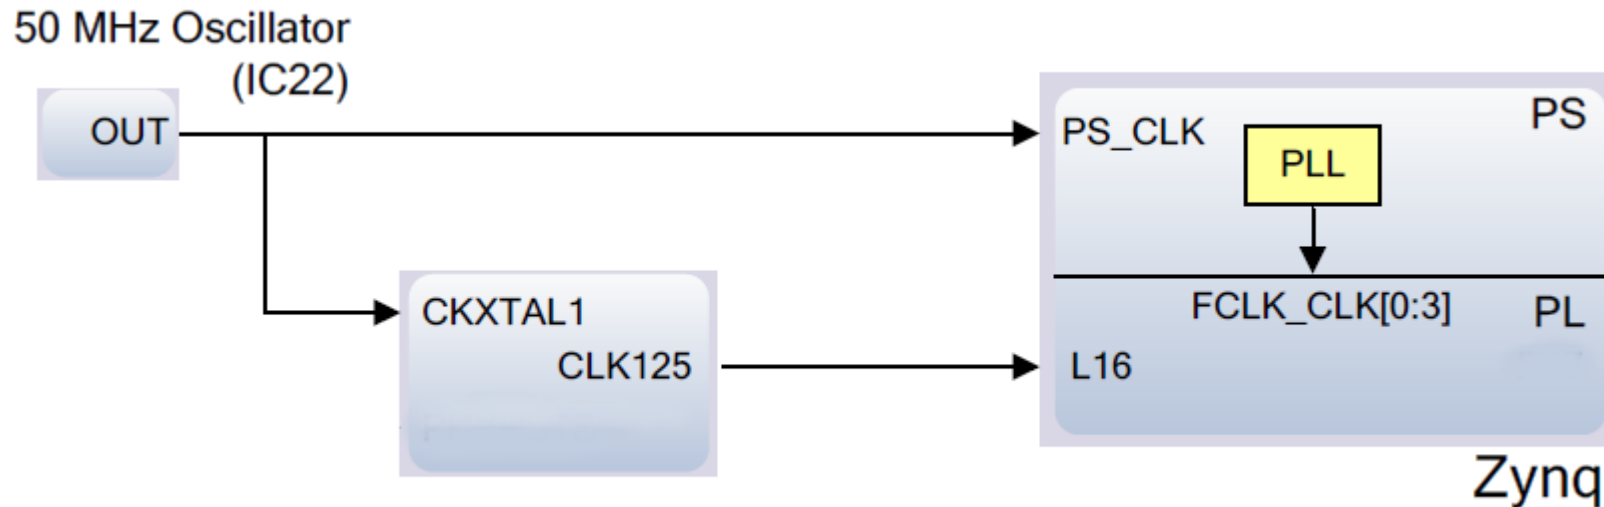 50 MHz Oscillator
(IC22)
OUT
PS_CLK
PLL
PS
FCLK_CLK[0:3]
PL
CKXTAL1
CLK125
L16
Zynq